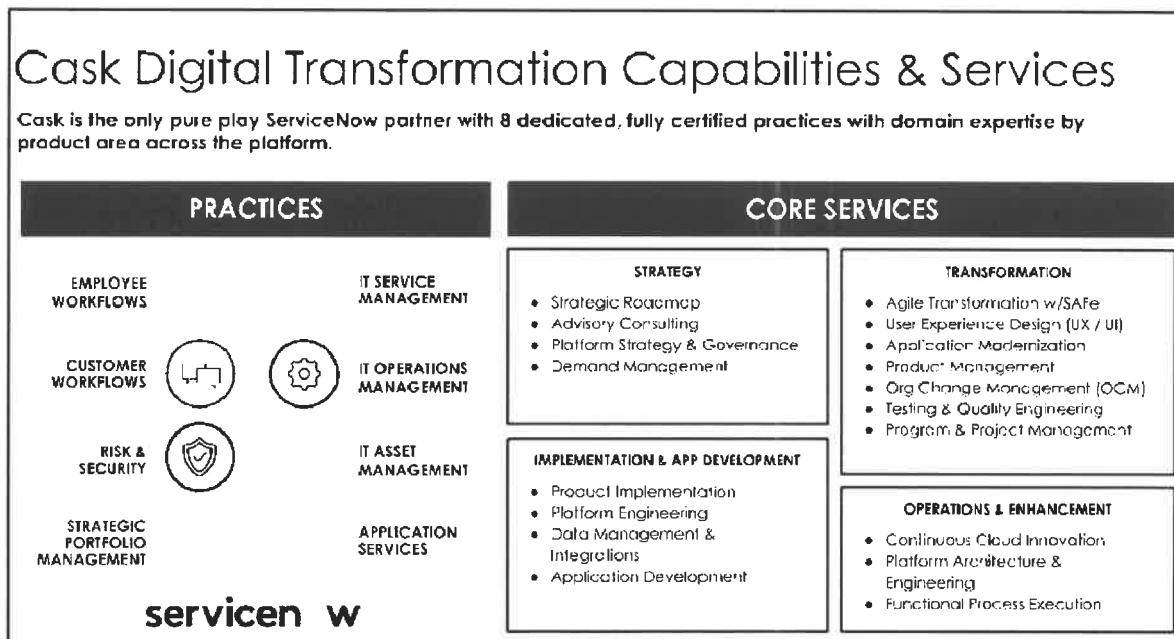 Cask Digital Transformation Capabilities & Services
Cask is the only pure play ServiceNow partner with 8 dedicated, fully certified practices with domain expertise by
product area across the platform.
PRACTICES
EMPLOYEE
WORKFLOWS
IT SERVICE
MANAGEMENT
CUSTOMER
WORKFLOWS
IT OPERATIONS
MANAGEMENT
RISK &
SECURITY
IT ASSET
MANAGEMENT
STRATEGIC
PORTFOLIO
MANAGEMENT
APPLICATION
SERVICES
servicen w
CORE SERVICES
STRATEGY
• Strategic Roadmap
• Advisory Consulting
• Platform Strategy & Governance
• Demand Management
IMPLEMENTATION & APP DEVELOPMENT
• Product Implementation
• Platform Engineering
• Data Management &
Integrations
• Application Development
TRANSFORMATION
• Agile Transformation w/SAFe
• User Experience Design (UX / UI)
• Application Modernization
• Product Management
• Org Change Management (OCM)
• Testing & Quality Engineering
• Program & Project Management
OPERATIONS & ENHANCEMENT
• Continuous Cloud Innovation
• Platform Architecture &
Engineering
• Functional Process Execution